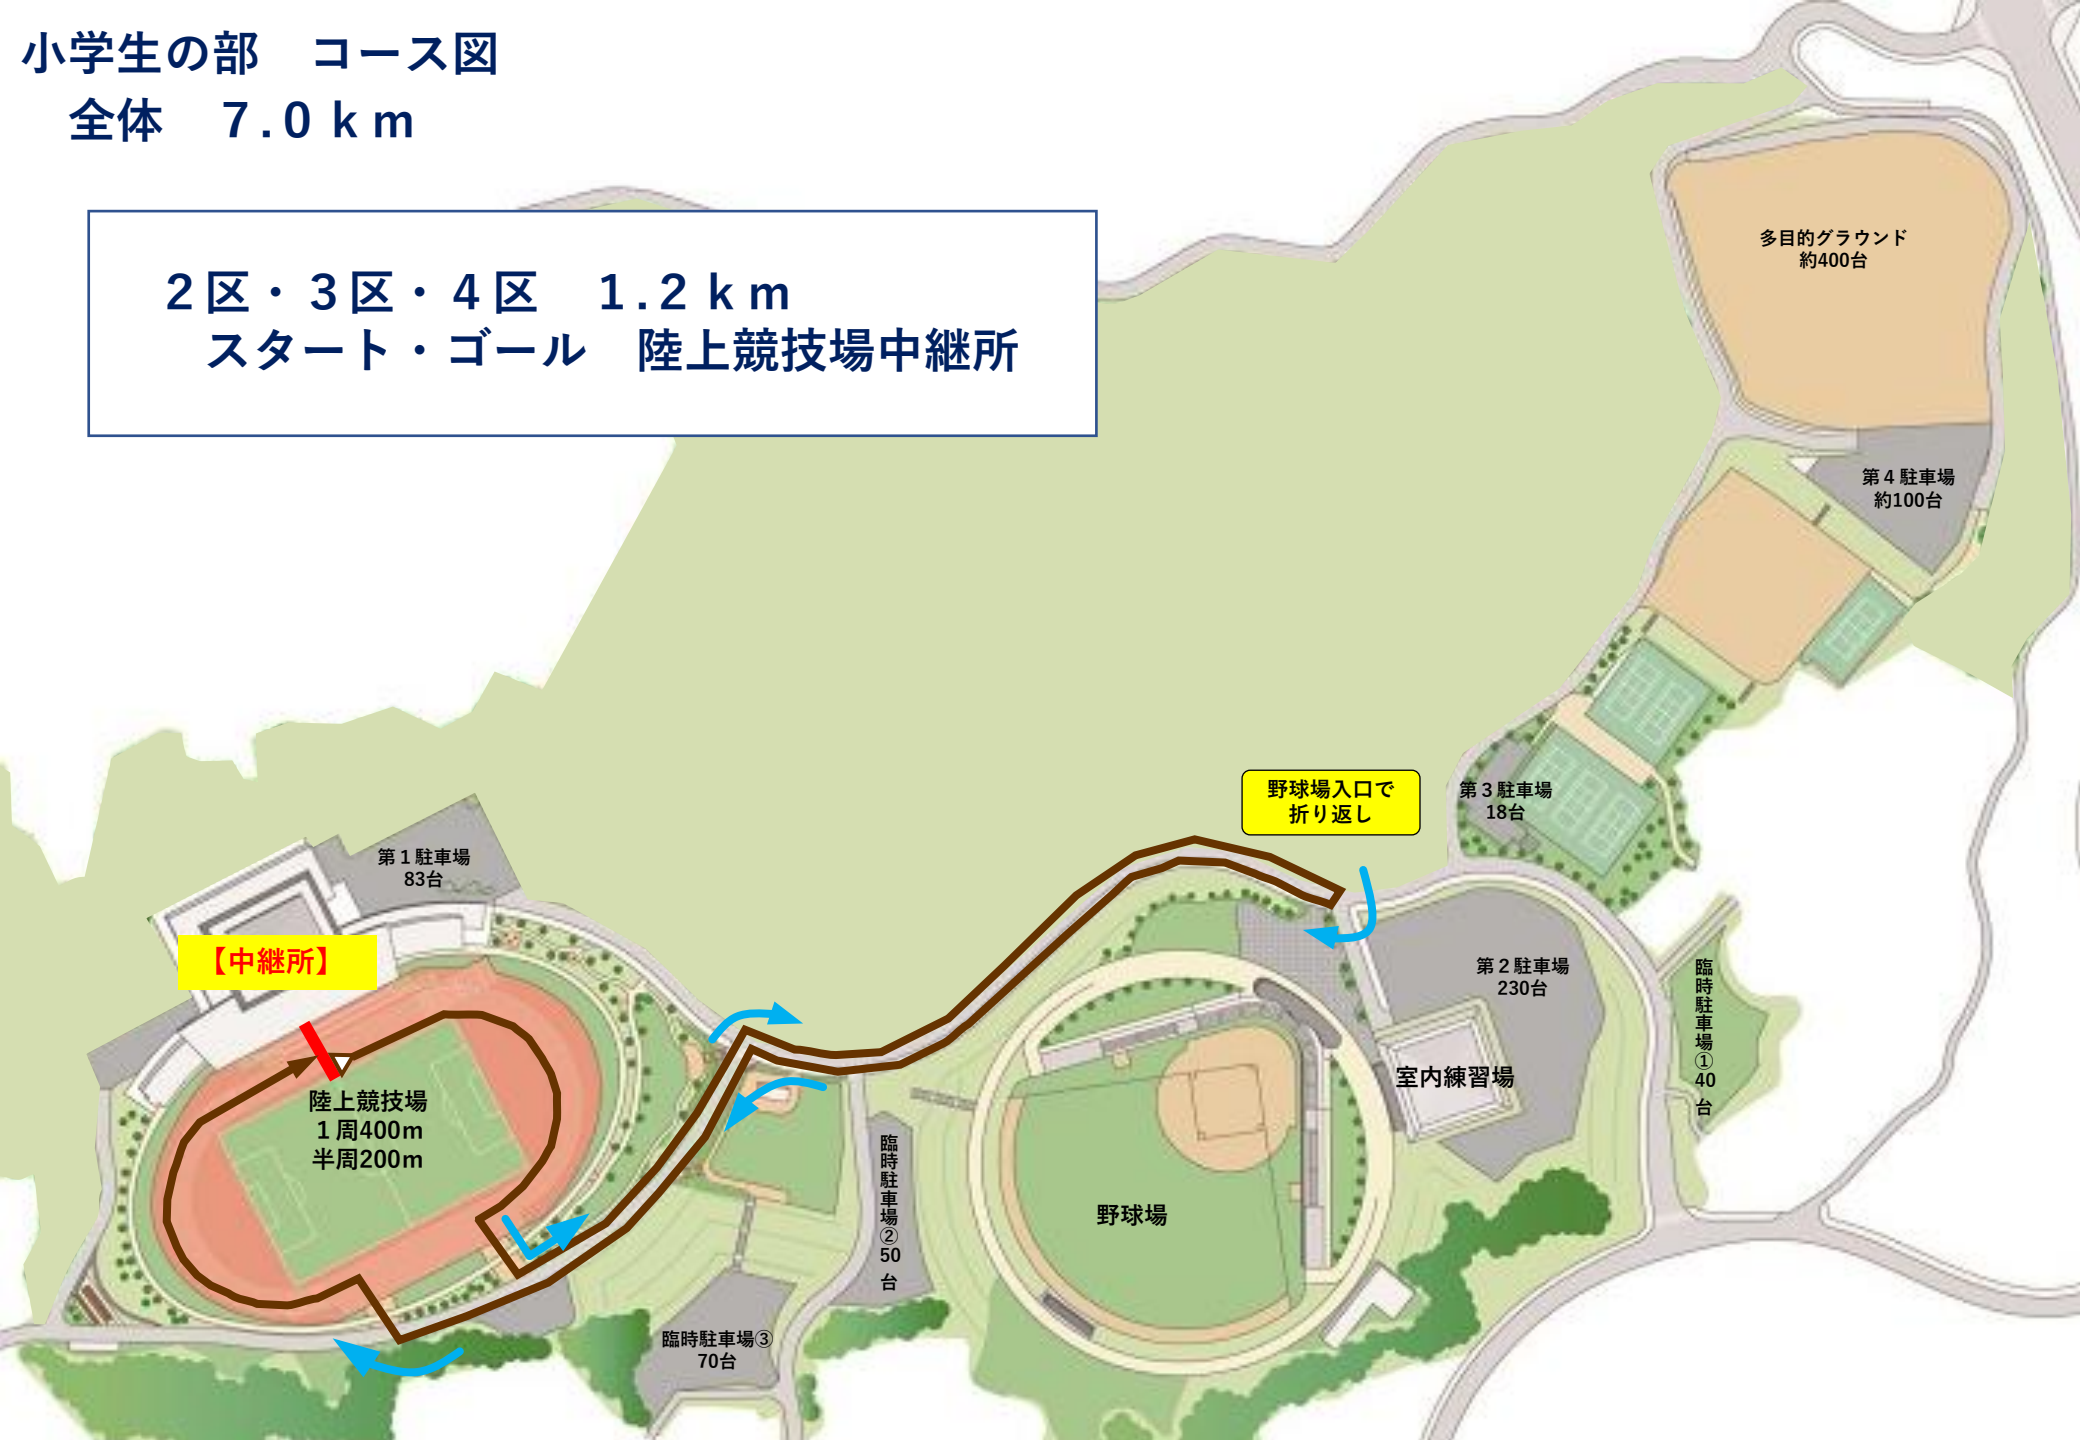 小学生の部　コース図
全体　7.0ｋｍ
２区・３区・４区　1.2ｋｍ
スタート・ゴール　陸上競技場中継所
多目的グラウンド
約400台
第４駐車場
約100台
野球場入口で
折り返し
第３駐車場
18台
第１駐車場
83台
【中継所】
第２駐車場
230台
臨時駐車場①40台
室内練習場
陸上競技場
１周400m
半周200m
臨時駐車場②50台
野球場
臨時駐車場③
70台